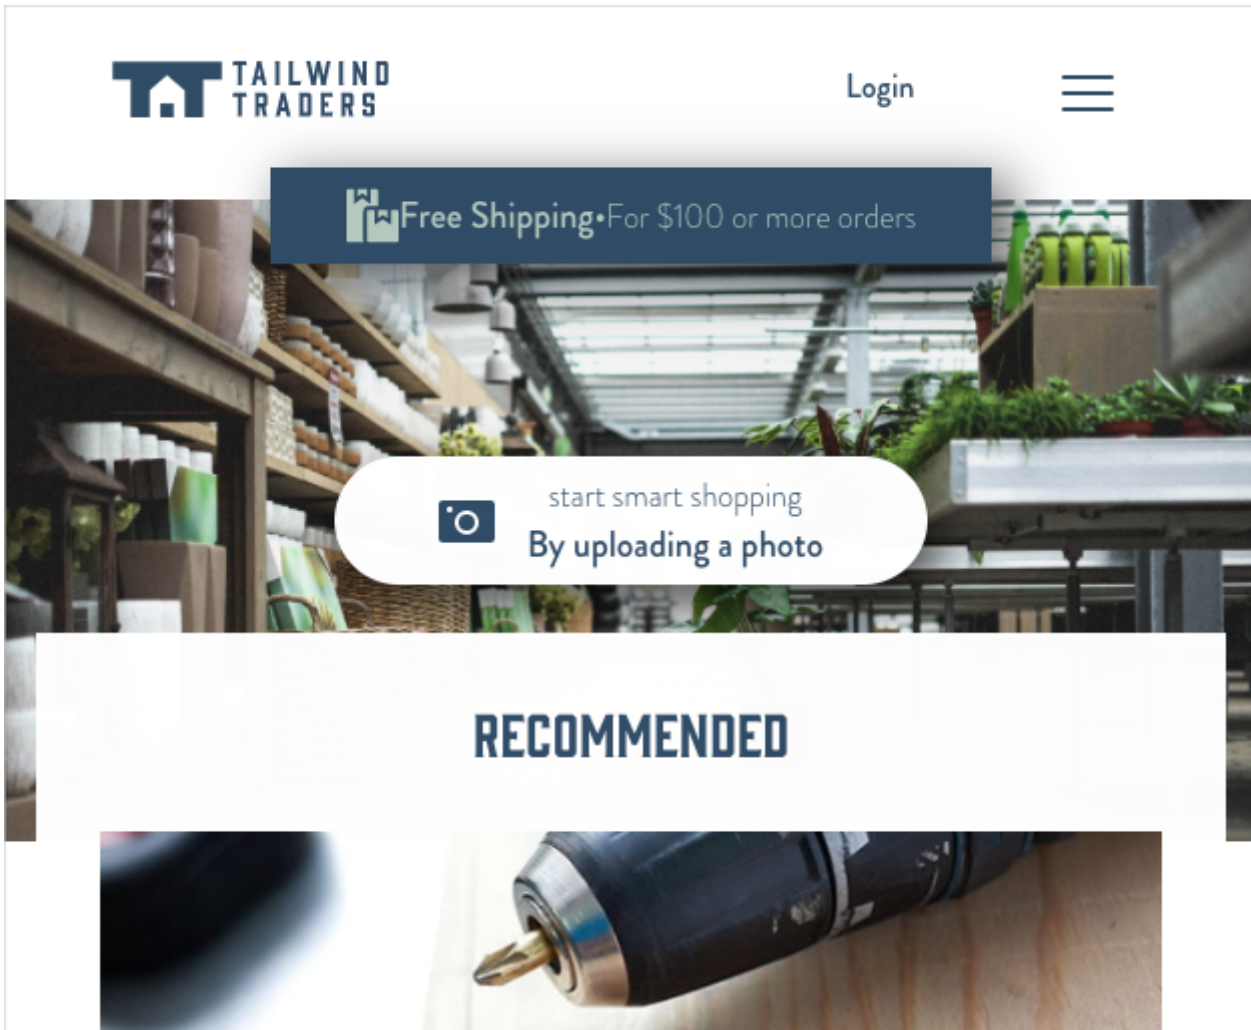 TAILWIND
TRADERS
Login
Free Shipping•For $100 or more orders
start smart shopping
By uploading a photo
RECOMMENDED